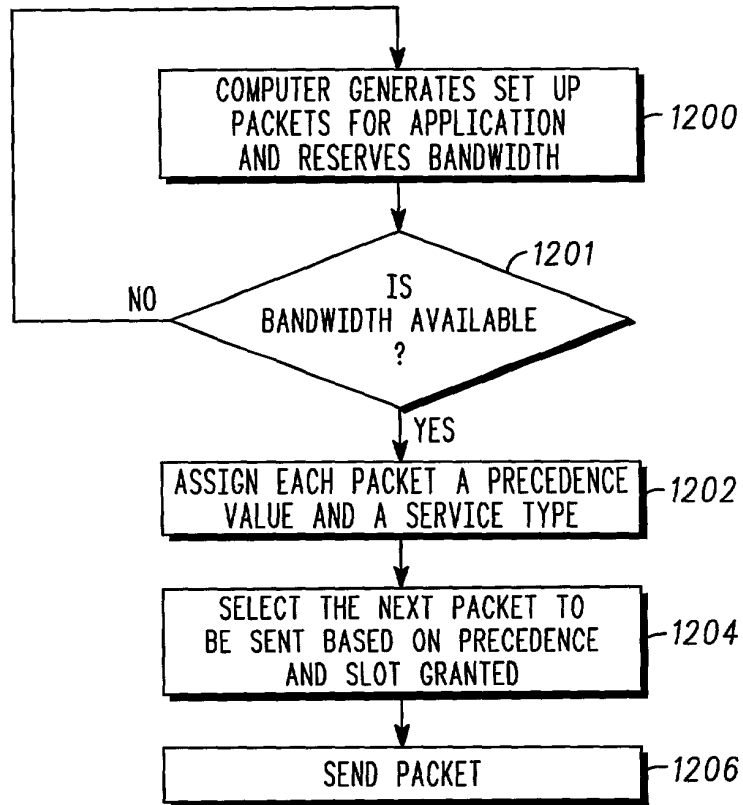 COMPUTER GENERATES SET UP
PACKETS FOR APPLICATION
AND RESERVES BANDWIDTH
1200
1201
IS
BANDWIDTH AVAILABLE
?
NO
YES
ASSIGN EACH PACKET A PRECEDENCE
VALUE AND A SERVICE TYPE
1202
SELECT THE NEXT PACKET TO
BE SENT BASED ON PRECEDENCE
AND SLOT GRANTED
1204
SEND PACKET
1206